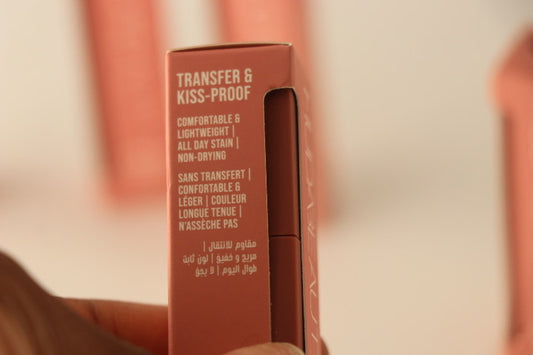 TRANSFER &
KISS-PROOF
COMFORTABLE &
LIGHTWEIGHT |
ALL DAY STAIN |
NON-DRYING
SANS TRANSFERT |
CONFORTABLE &
LÉGER | COULEUR
LONGUE TENUE |
N'ASSÈCHE PAS
مقاوم للانتقال |
مريح و خفيف | لون ثابت
طوال اليوم | لا يجف